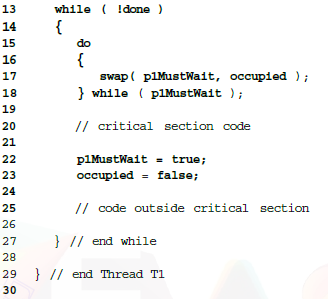 13 while ( !done )
14 {
15 do
16 {
17 swap( p1MustWait, occupied );
18 } while ( p1MustWait );
19
20 // critical section code
21
22 p1MustWait = true;
23 occupied = false;
24
25 // code outside critical section
26
27 } // end while
28
29 } // end Thread T1
30